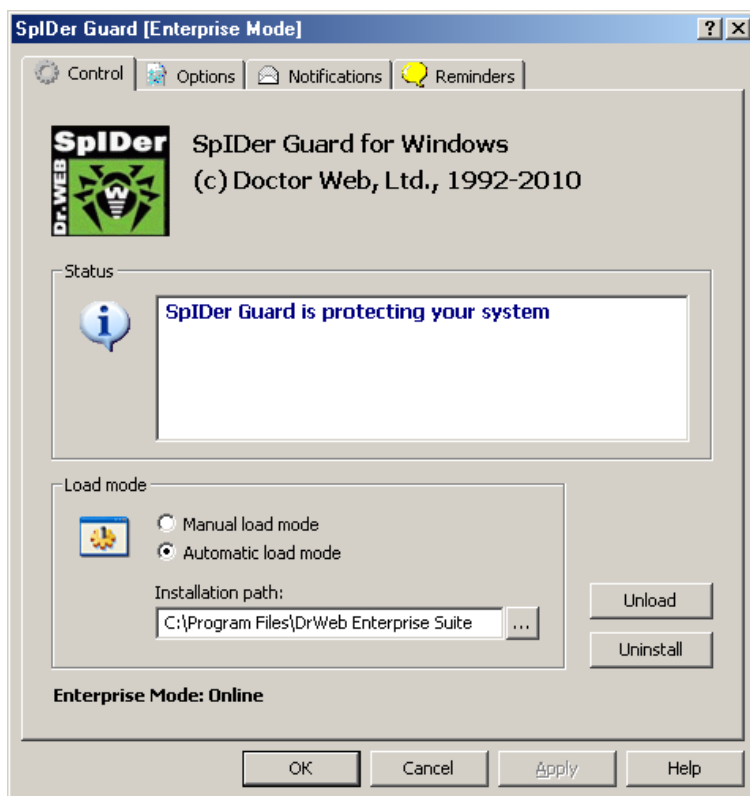 SpIDer Guard [Enterprise Mode]
Control
Options
Notifications
Reminders
SpIDer
Dr.WEB
SpIDer Guard for Windows
(c) Doctor Web, Ltd., 1992-2010
Status
SpIDer Guard is protecting your system
Load mode
Manual load mode
Automatic load mode
Installation path:
C:\Program Files\DrWeb Enterprise Suite
...
Unload
Uninstall
Enterprise Mode: Online
OK
Cancel
Apply
Help